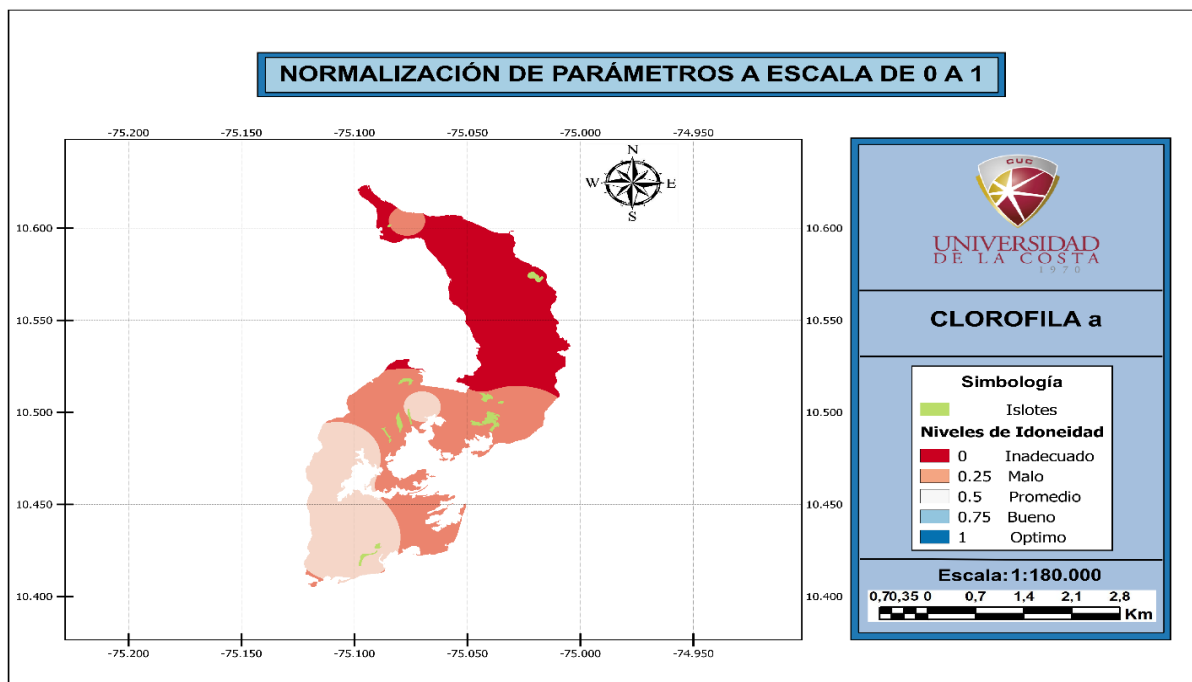 NORMALIZACIÓN DE PARÁMETROS A ESCALA DE 0 A 1
-75.200 -75.150 -75.100 -75.050 -75.000 -74.950
N
W E
S
10.600 10.600
10.550 10.550
10.500 10.500
10.450 10.450
10.400 10.400
-75.200 -75.150 -75.100 -75.050 -75.000 -74.950
CUC
UNIVERSIDAD
DE LA COSTA
1970
CLOROFILA a
Simbología
Islotes
Niveles de Idoneidad
0 Inadecuado
0.25 Malo
0.5 Promedio
0.75 Bueno
1 Optimo
Escala:1:180.000
0,70,35 0 0,7 1,4 2,1 2,8
Km